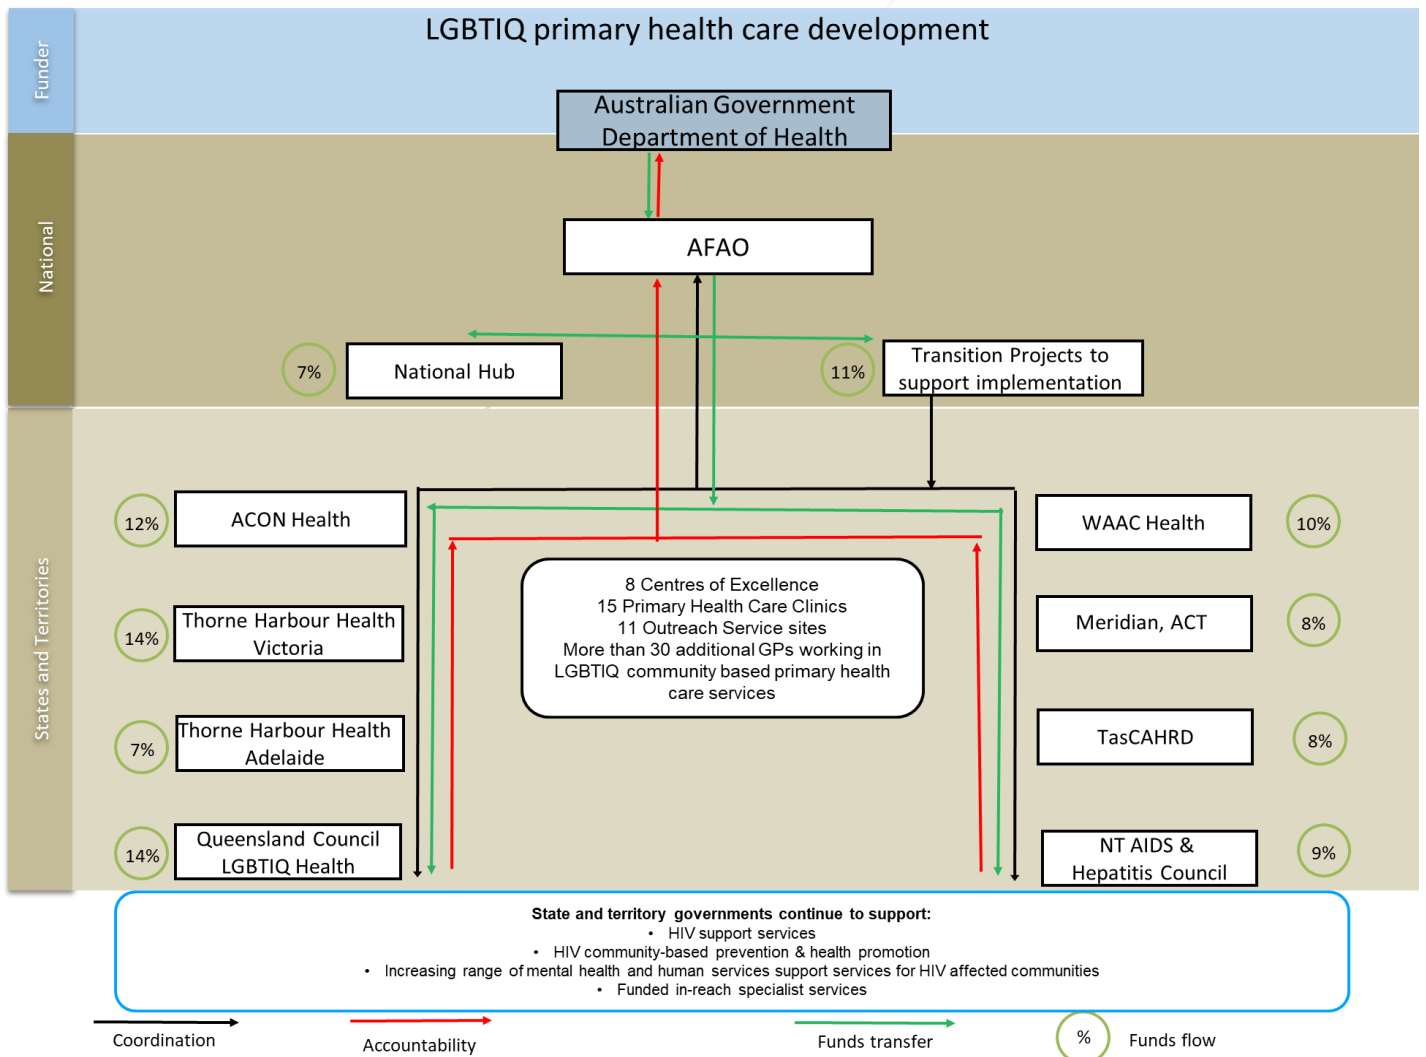 LGBTIQ primary health care development
Funder
Australian Government
Department of Health
National
AFAO
7%
National Hub
11%
Transition Projects to
support implementation
States and Territories
12%
ACON Health
14%
Thorne Harbour Health
Victoria
7%
Thorne Harbour Health
Adelaide
14%
Queensland Council
LGBTIQ Health
8 Centres of Excellence
15 Primary Health Care Clinics
11 Outreach Service sites
More than 30 additional GPs working in
LGBTIQ community based primary health
care services
WAAC Health
10%
Meridian, ACT
8%
TasCAHRD
8%
NT AIDS &
Hepatitis Council
9%
State and territory governments continue to support:
• HIV support services
• HIV community-based prevention & health promotion
• Increasing range of mental health and human services support services for HIV affected communities
• Funded in-reach specialist services
Coordination
Accountability
Funds transfer
%
Funds flow